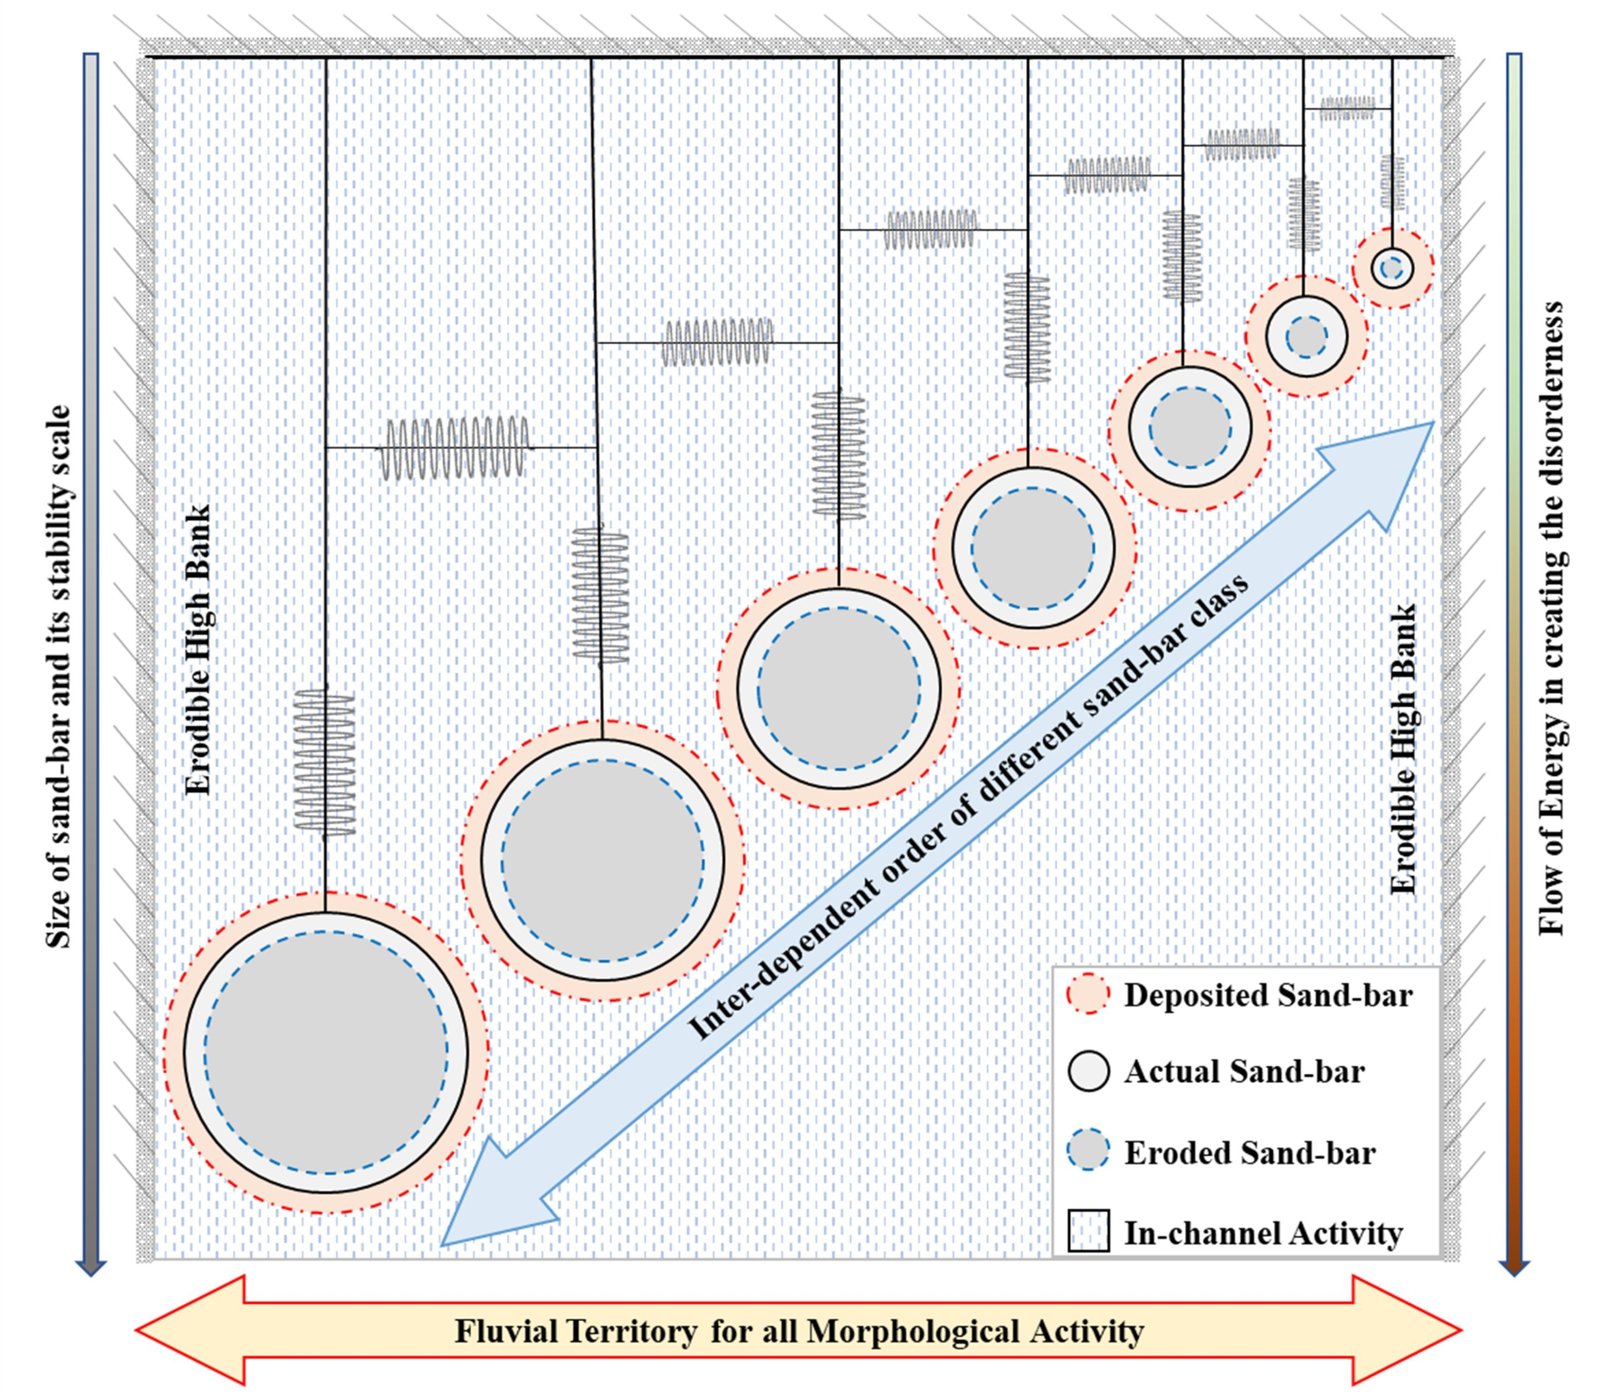 Size of sand-bar and its stability scale
Erodible High Bank
Inter-dependent order of different sand-bar class
Erodible High Bank
Flow of Energy in creating the disorderness
Deposited Sand-bar
Actual Sand-bar
Eroded Sand-bar
In-channel Activity
Fluvial Territory for all Morphological Activity